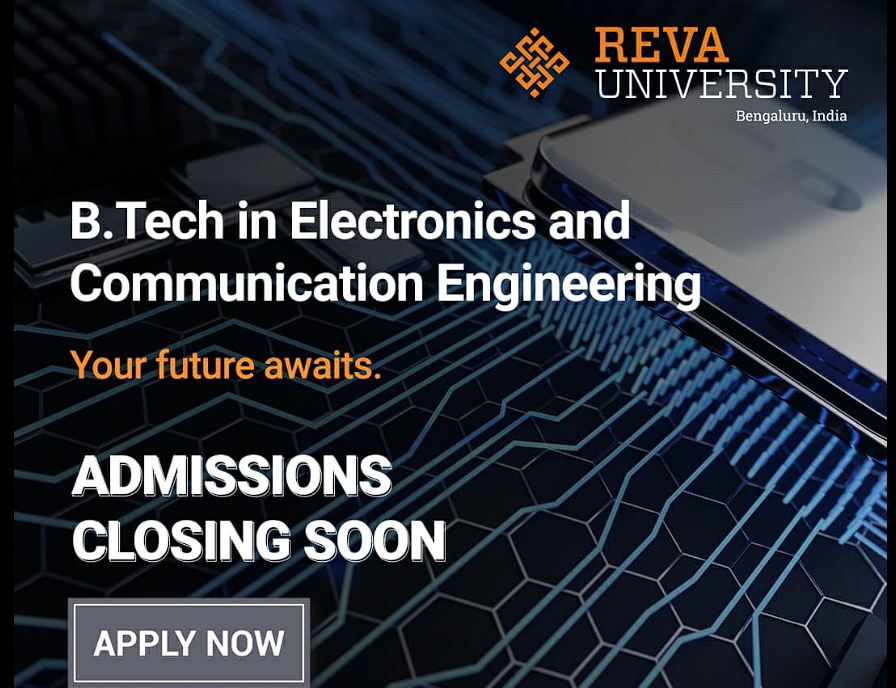 REVA
UNIVERSITY
Bengaluru, India
B.Tech in Electronics and
Communication Engineering
Your future awaits.
ADMISSIONS
CLOSING SOON
APPLY NOW